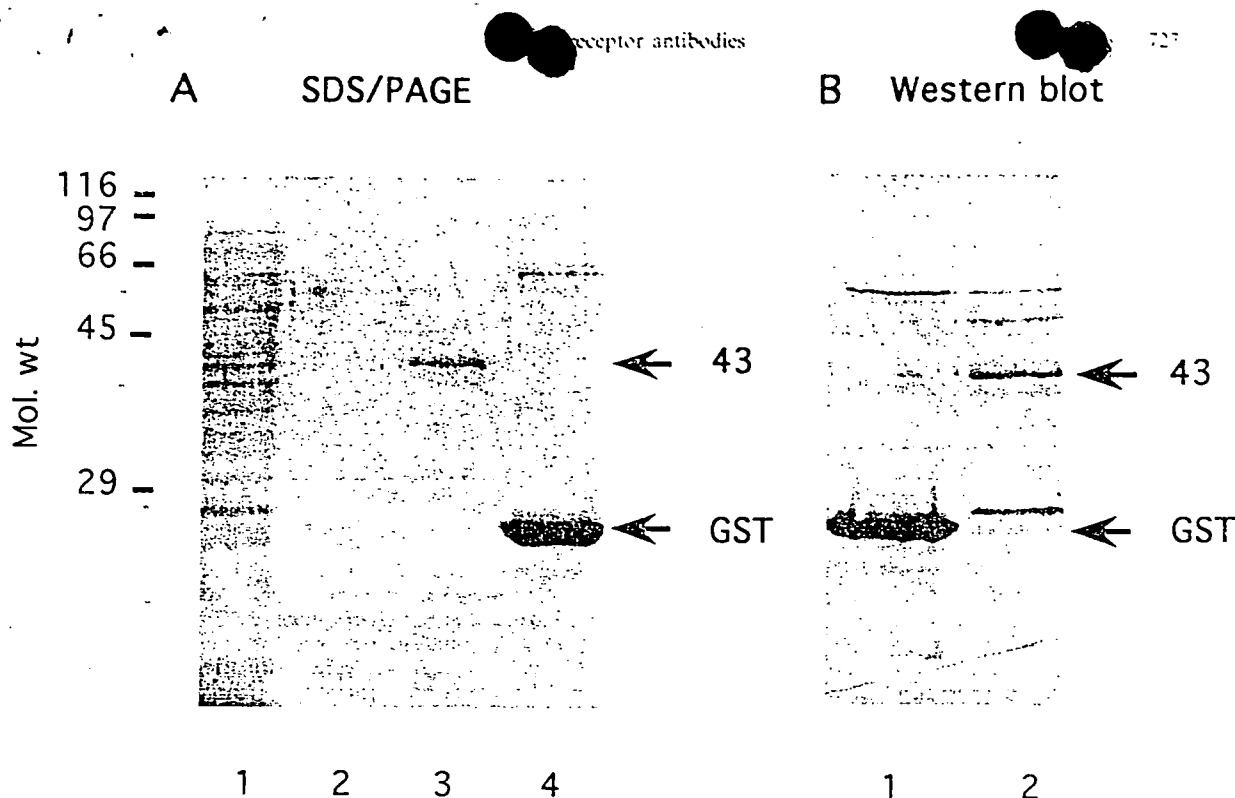 receptor antibodies
A SDS/PAGE
B Western blot
116
97
66
45
29
Mol. wt
43
GST
43
GST
1 2 3 4
1 2